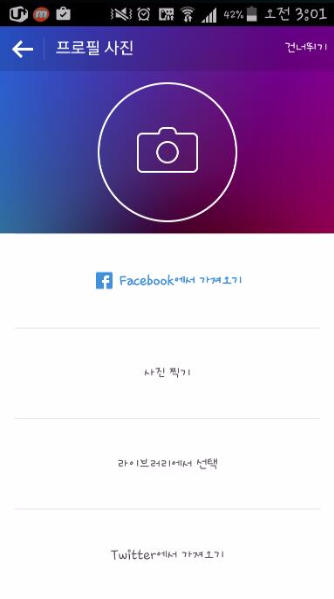 42% 오전 3:01
프로필 사진 건너뛰기
Facebook에서 가져오기
사진 찍기
라이브러리에서 선택
Twitter에서 가져오기